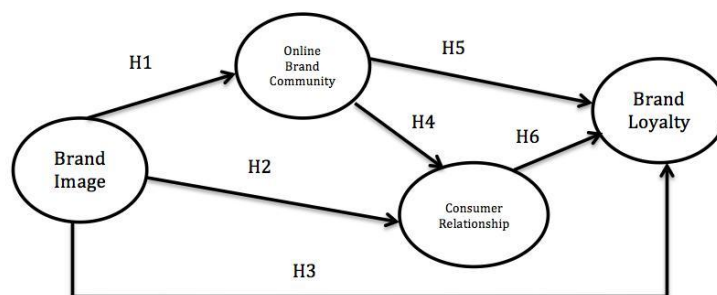 H1
Online
Brand
Community
H5
Brand
Loyalty
H4
H6
Brand
Image
H2
Consumer
Relationship
H3